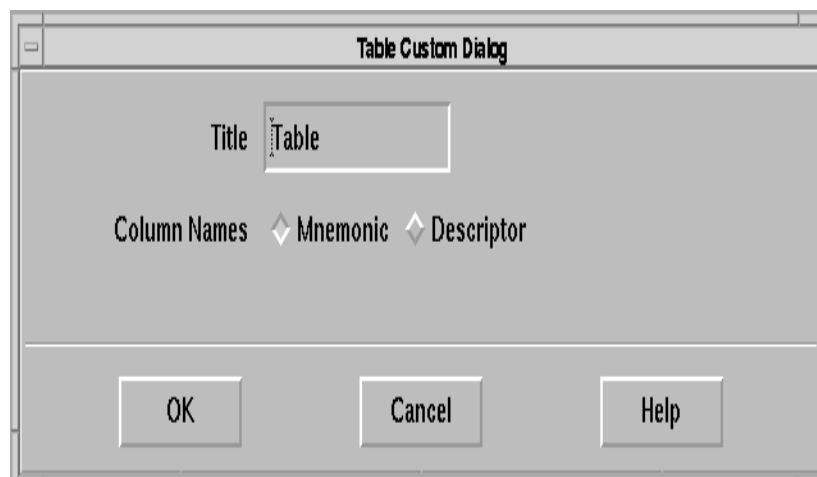 Table Custom Dialog
Title Table
Column Names Mnemonic Descriptor
OK Cancel Help